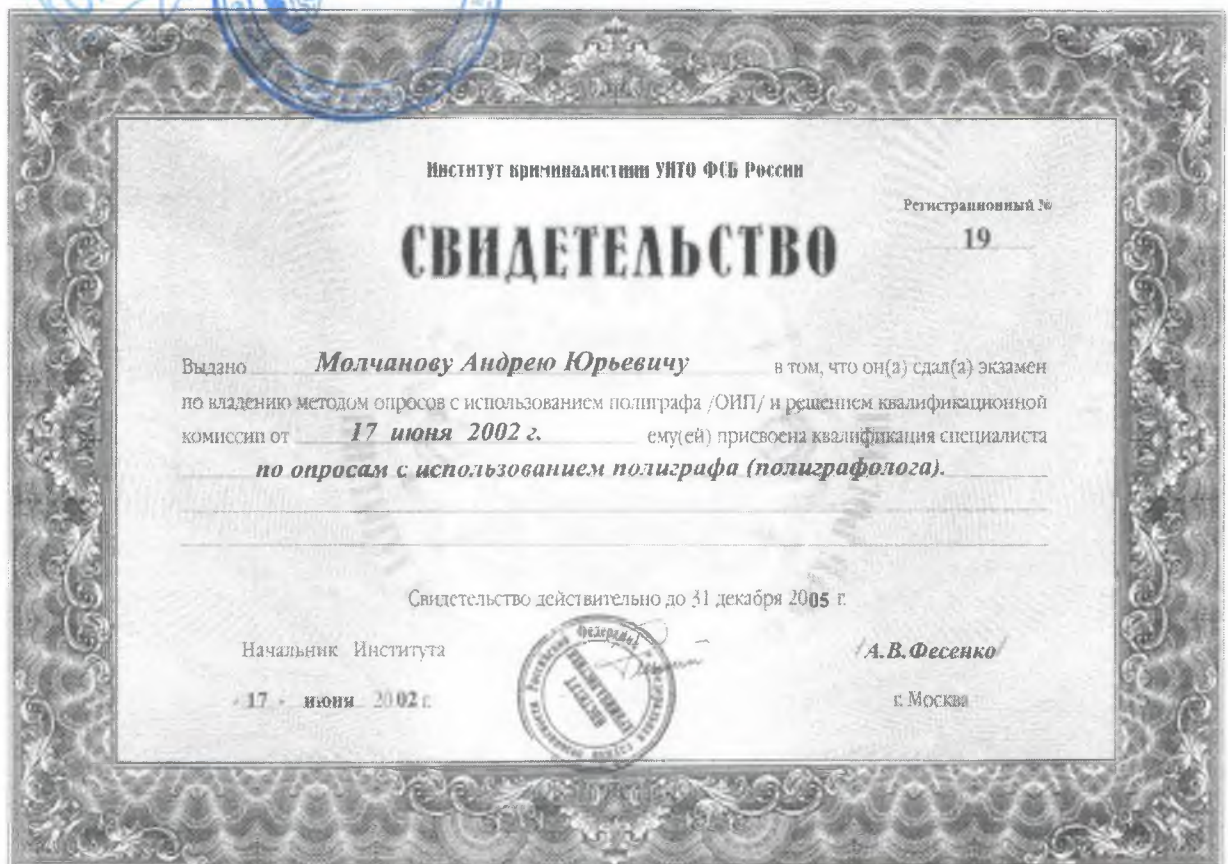 Институт криминалистики УНТО ФСБ России
Регистрационный №
19
СВИДЕТЕЛЬСТВО
Выдано Молчанову Андрею Юрьевичу в том, что он(а) сдал(а) экзамен
по владению методом опросов с использованием полиграфа /ОИП/ и решением квалификационной
комиссии от 17 июня 2002 г. ему(ей) присвоена квалификация специалиста
по опросам с использованием полиграфа (полиграфолога).
Свидетельство действительно до 31 декабря 2005 г.
Начальник Института /А.В.Фесенко/
17 июня 2002 г. г. Москва